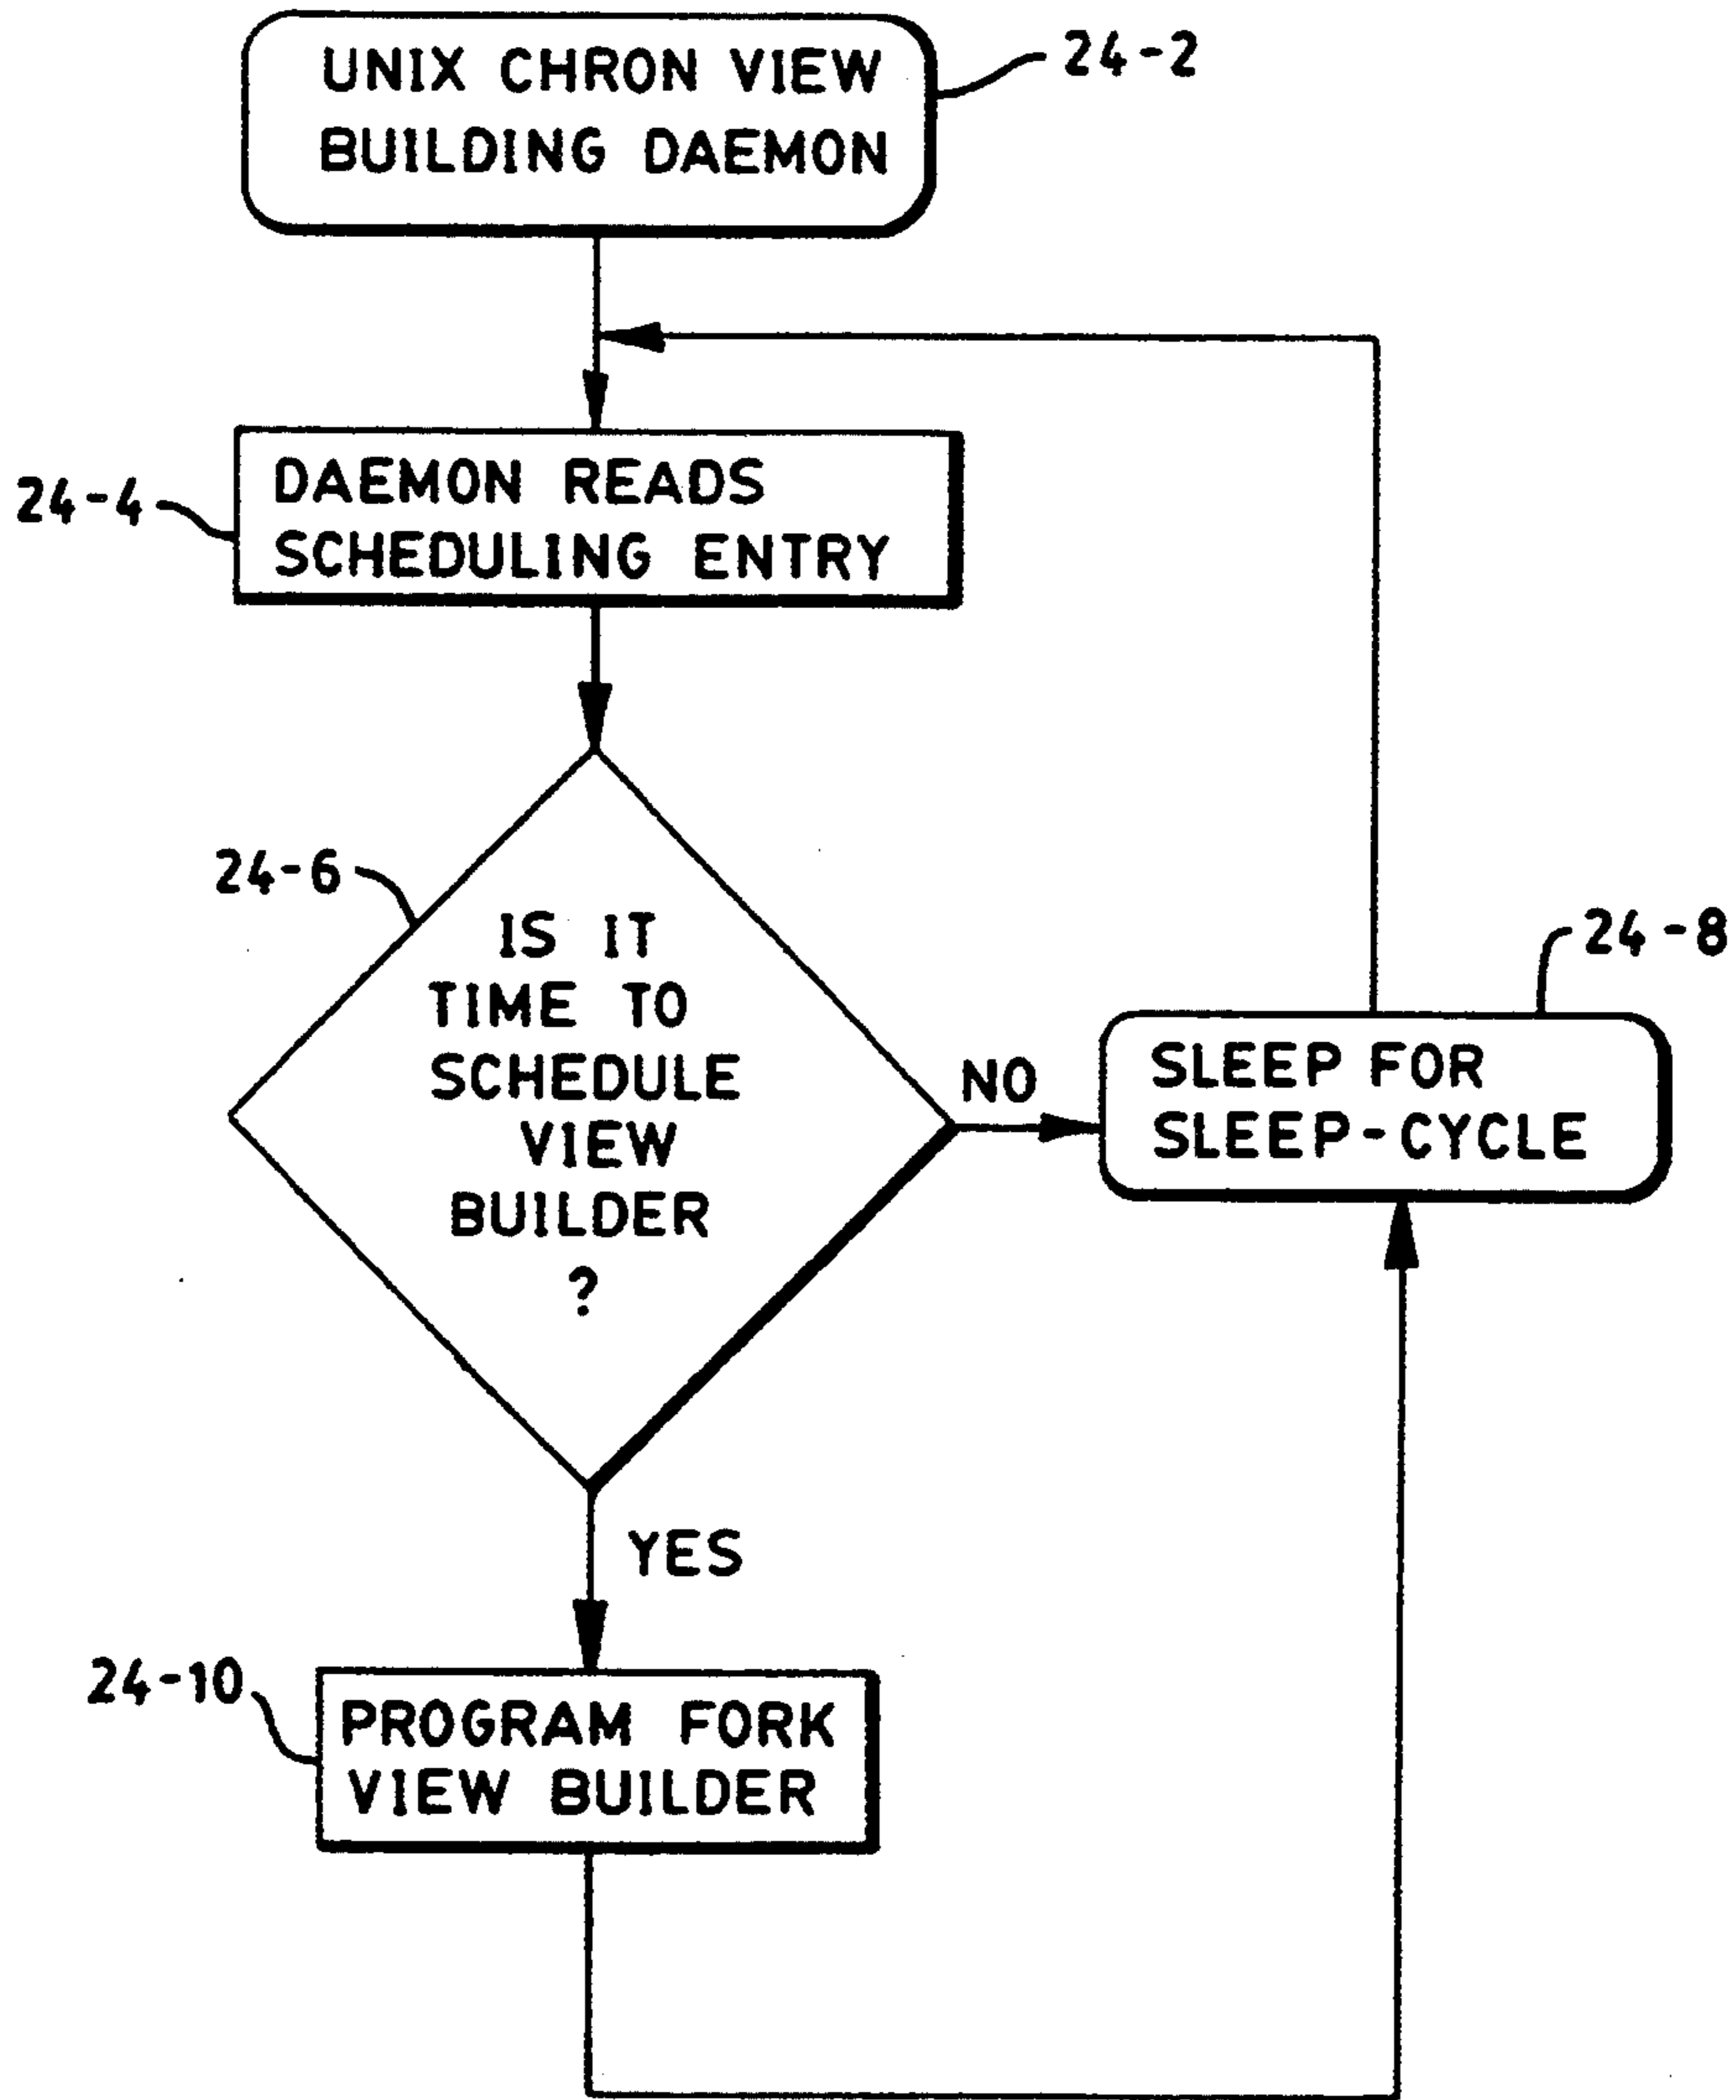 UNIX CHRON VIEW
BUILDING DAEMON
24-2
DAEMON READS
SCHEDULING ENTRY
24-4
24-6
IS IT
TIME TO
SCHEDULE
VIEW
BUILDER
?
NO
24-8
SLEEP FOR
SLEEP-CYCLE
YES
24-10
PROGRAM FORK
VIEW BUILDER